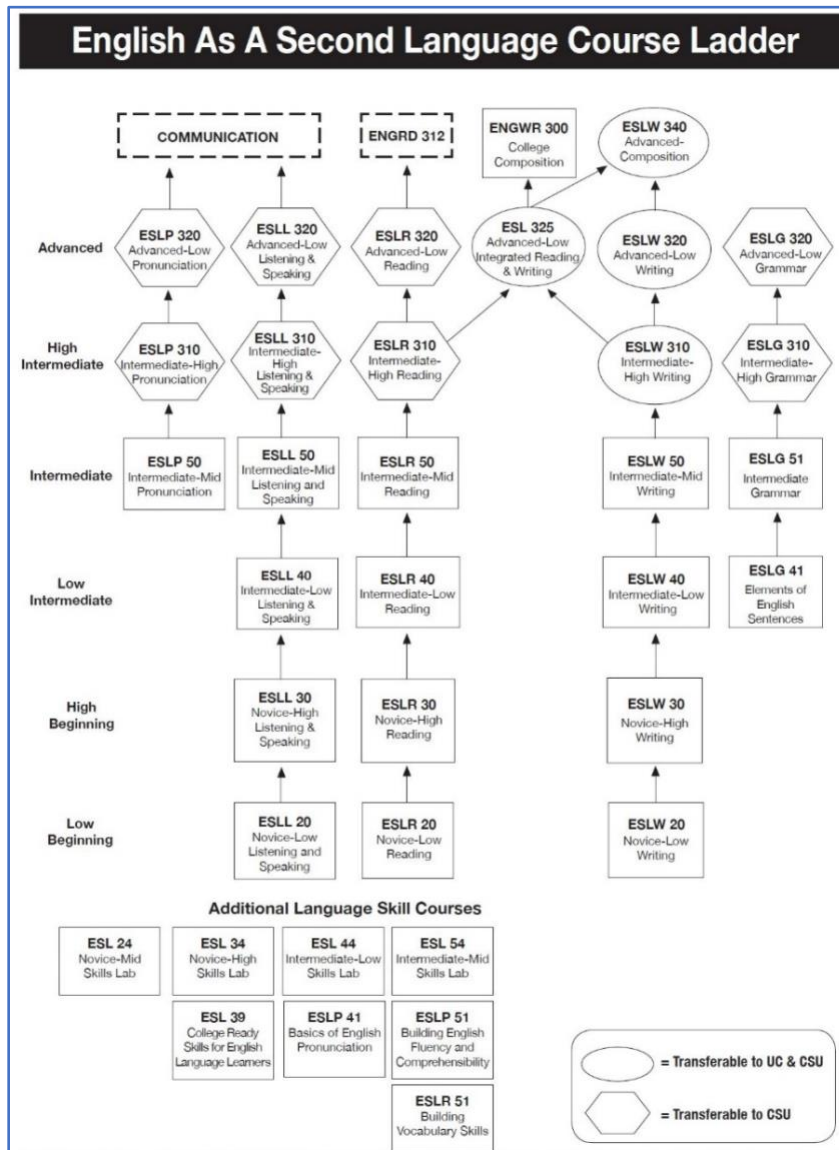 English As A Second Language Course Ladder
COMMUNICATION
ENGRD 312
ENGWR 300
College
Composition
ESLW 340
Advanced-
Composition
Advanced
ESLP 320
Advanced-Low
Pronunciation
ESLL 320
Advanced-Low
Listening
& Speaking
ESLR 320
Advanced-Low
Reading
ESL 325
Advanced-Low
Integrated Reading
& Writing
ESLW 320
Advanced-Low
Writing
ESLG 320
Advanced-Low
Grammar
High
Intermediate
ESLP 310
Intermediate-High
Pronunciation
ESLL 310
Intermediate-
High
Listening &
Speaking
ESLR 310
Intermediate-
High Reading
ESLW 310
Intermediate-
High Writing
ESLG 310
Intermediate-
High Grammar
Intermediate
ESLP 50
Intermediate-Mid
Pronunciation
ESLL 50
Intermediate-Mid
Listening and
Speaking
ESLR 50
Intermediate-Mid
Reading
ESLW 50
Intermediate-Mid
Writing
ESLG 51
Intermediate
Grammar
Low
Intermediate
ESLL 40
Intermediate-Low
Listening &
Speaking
ESLR 40
Intermediate-Low
Reading
ESLW 40
Intermediate-Low
Writing
ESLG 41
Elements of
English
Sentences
High
Beginning
ESLL 30
Novice-High
Listening &
Speaking
ESLR 30
Novice-High
Reading
ESLW 30
Novice-High
Writing
Low
Beginning
ESLL 20
Novice-Low
Listening and
Speaking
ESLR 20
Novice-Low
Reading
ESLW 20
Novice-Low
Writing
Additional Language Skill Courses
ESL 24
Novice-Mid
Skills Lab
ESL 34
Novice-High
Skills Lab
ESL 44
Intermediate-Low
Skills Lab
ESL 54
Intermediate-Mid
Skills Lab
ESL 39
College Ready
Skills for English
Language Learners
ESLP 41
Basics of English
Pronunciation
ESLP 51
Building English
Fluency and
Comprehensibility
ESLR 51
Building
Vocabulary Skills
= Transferable to UC & CSU
= Transferable to CSU